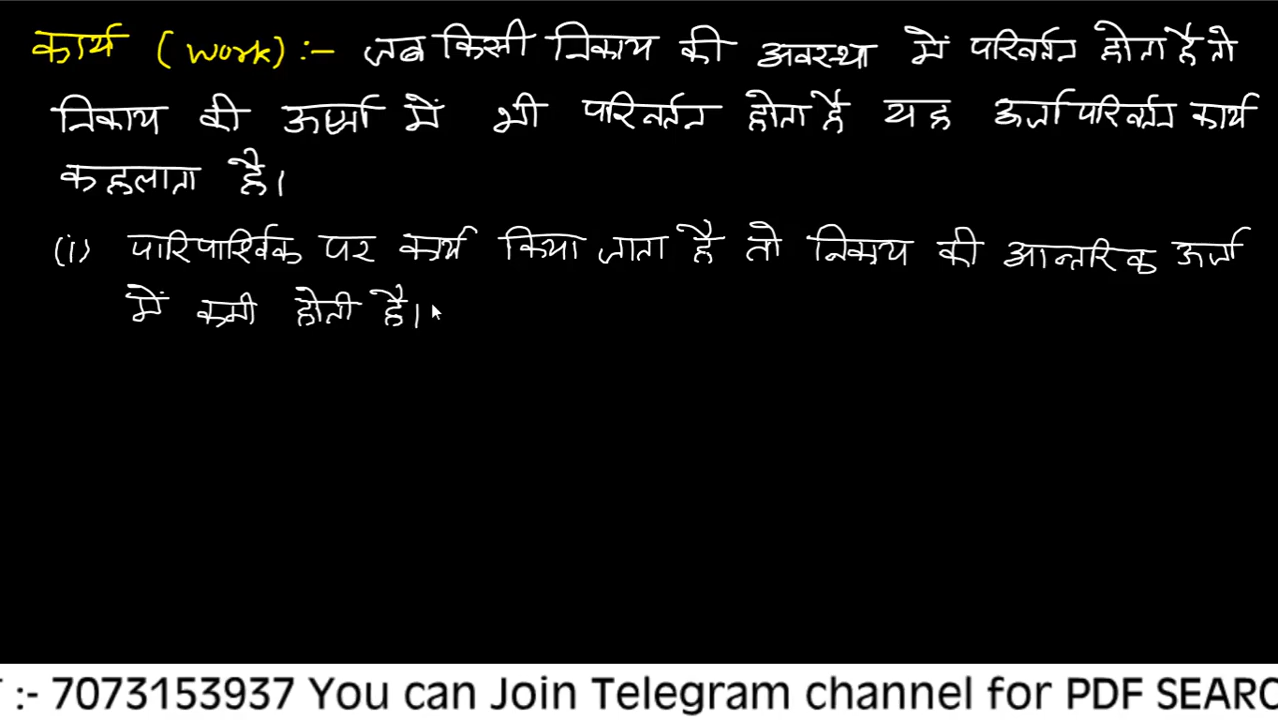 कार्य (work) :- जब किसी निकाय की अवस्था में परिवर्तन होता है तो
निकाय की ऊर्जा में भी परिवर्तन होता है यह ऊर्जा परिवर्तन कार्य
कहलाता है।
(i) पारिपार्श्विक पर कार्य किया जाता है तो निकाय की आन्तरिक ऊर्जा
में कमी होती है।
:- 7073153937 You can Join Telegram channel for PDF SEARC